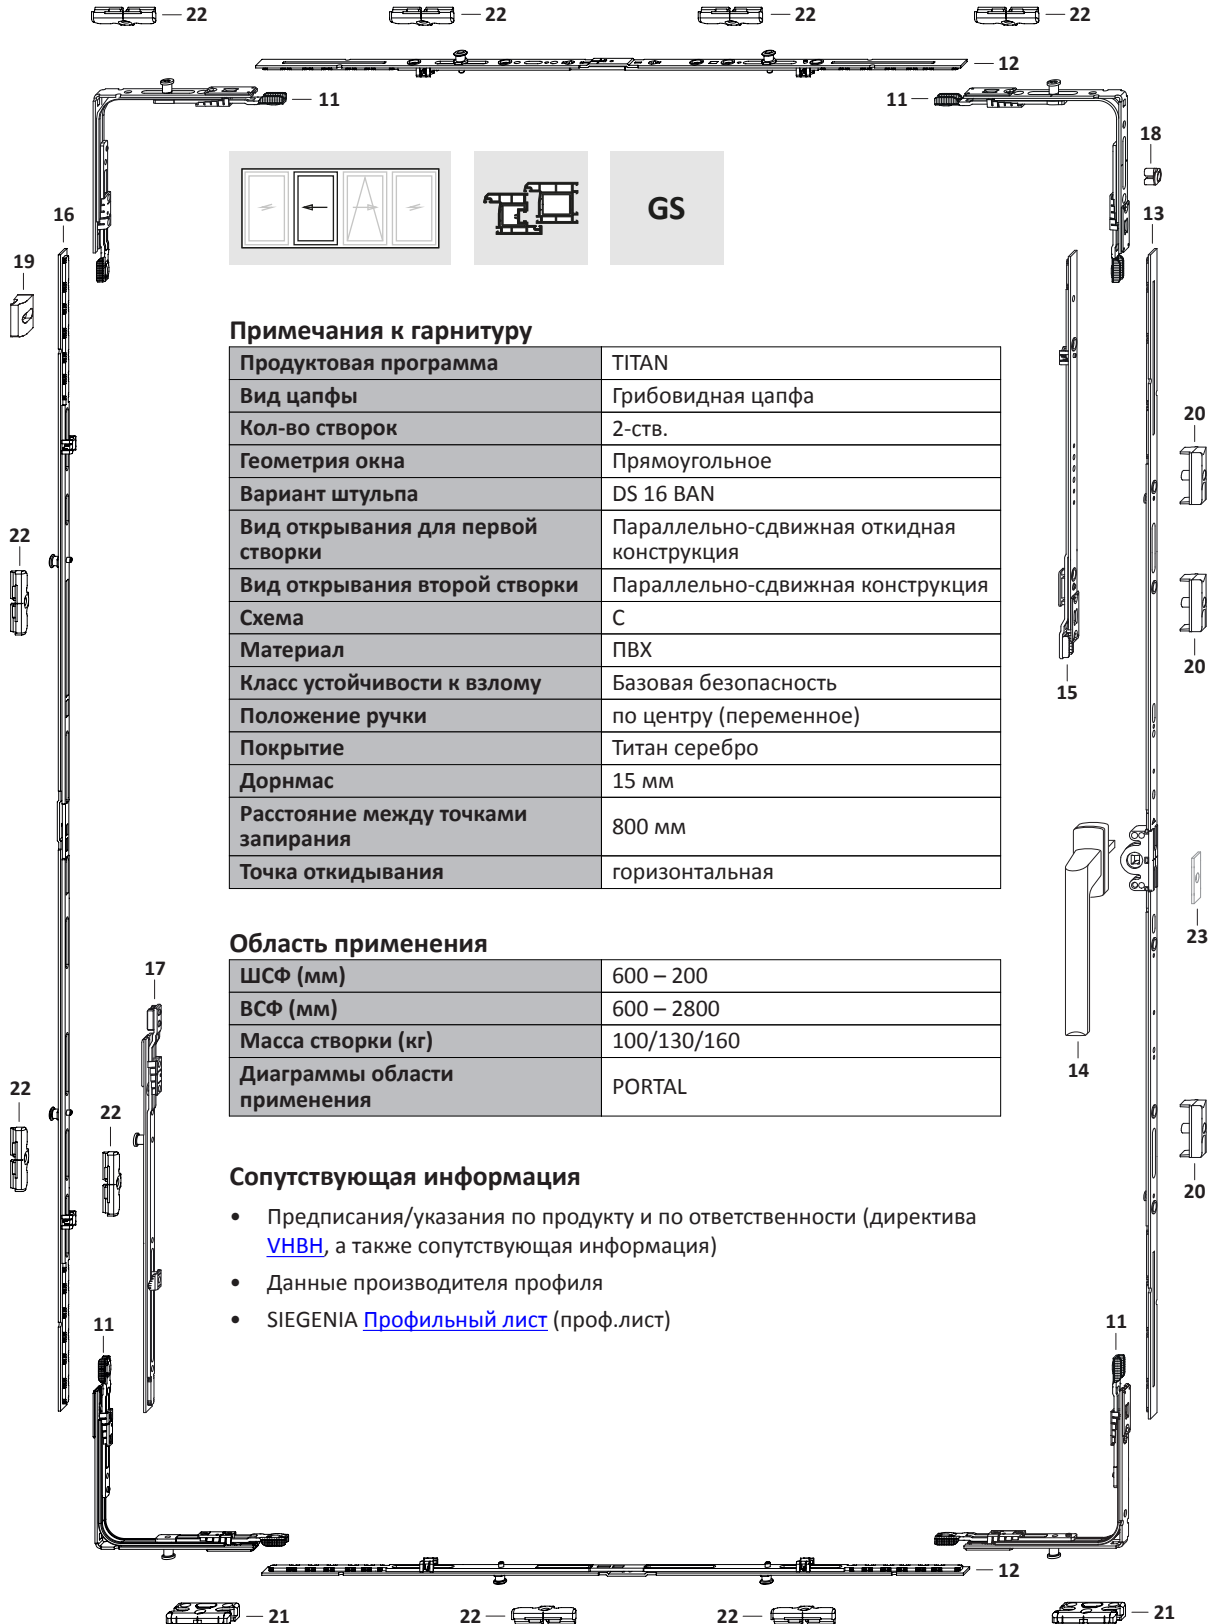 22 22 22 22
12
11 11
18
GS
16 13
19
Примечания к гарнитуру
Продуктовая программа TITAN
Вид цапфы Грибовидная цапфа
20
Кол-во створок 2-ств.
Геометрия окна Прямоугольное
Вариант штульпа DS 16 BAN
Вид открывания для первой
створки
Параллельно-сдвижная откидная
конструкция
22
Вид открывания второй створки Параллельно-сдвижная конструкция
Схема C
Материал ПВХ
20
Класс устойчивости к взлому Базовая безопасность
15
Положение ручки по центру (переменное)
Покрытие Титан серебро
Дорнмас 15 мм
Расстояние между точками
запирания
800 мм
Точка откидывания горизонтальная
23
Область применения
17
ШСФ (мм) 600 – 200
ВСФ (мм) 600 – 2800
Масса створки (кг) 100/130/160
14
Диаграммы области
применения
PORTAL
22 22
Сопутствующая информация
20
• Предписания/указания по продукту и по ответственности (директива
VHBH, а также сопутствующая информация)
• Данные производителя профиля
• SIEGENIA Профильный лист (проф.лист)
11 11
12
21 22 22 21